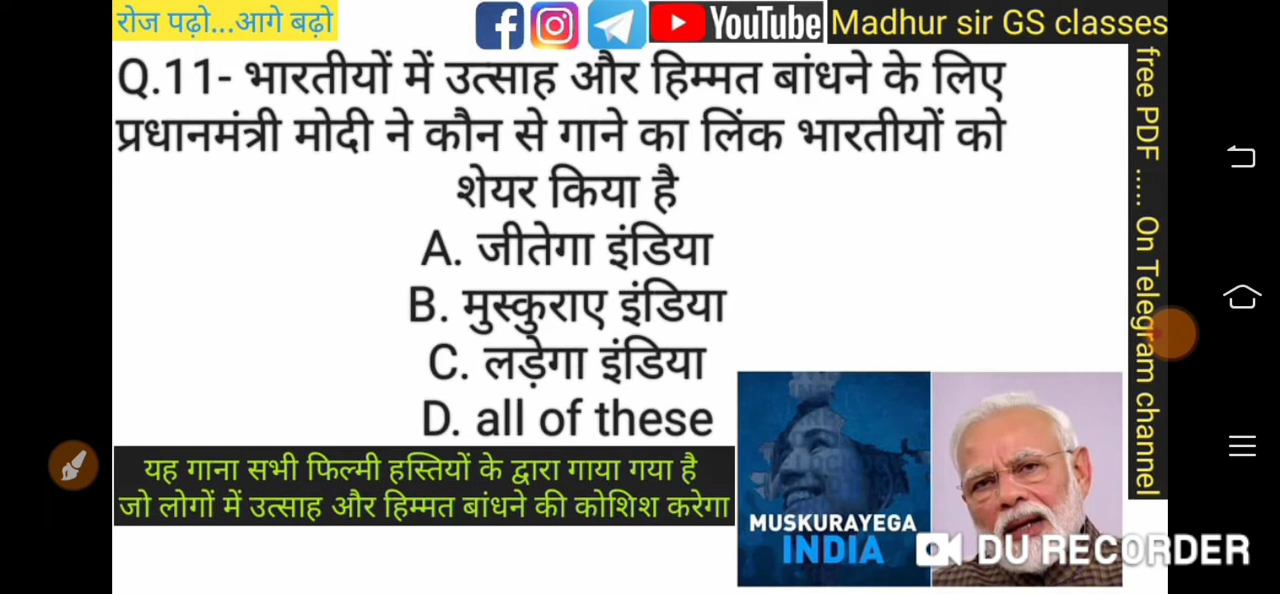 रोज पढ़ो...आगे बढ़ो
YouTube
Madhur sir GS classes
Q.11- भारतीयों में उत्साह और हिम्मत बांधने के लिए
प्रधानमंत्री मोदी ने कौन से गाने का लिंक भारतीयों को
शेयर किया है
A. जीतेगा इंडिया
B. मुस्कुराए इंडिया
C. लड़ेगा इंडिया
D. all of these
यह गाना सभी फिल्मी हस्तियों के द्वारा गाया गया है
जो लोगों में उत्साह और हिम्मत बांधने की कोशिश करेगा
MUSKURAYEGA
INDIA
DU RECORDER
free PDF ..... On Telegram channel